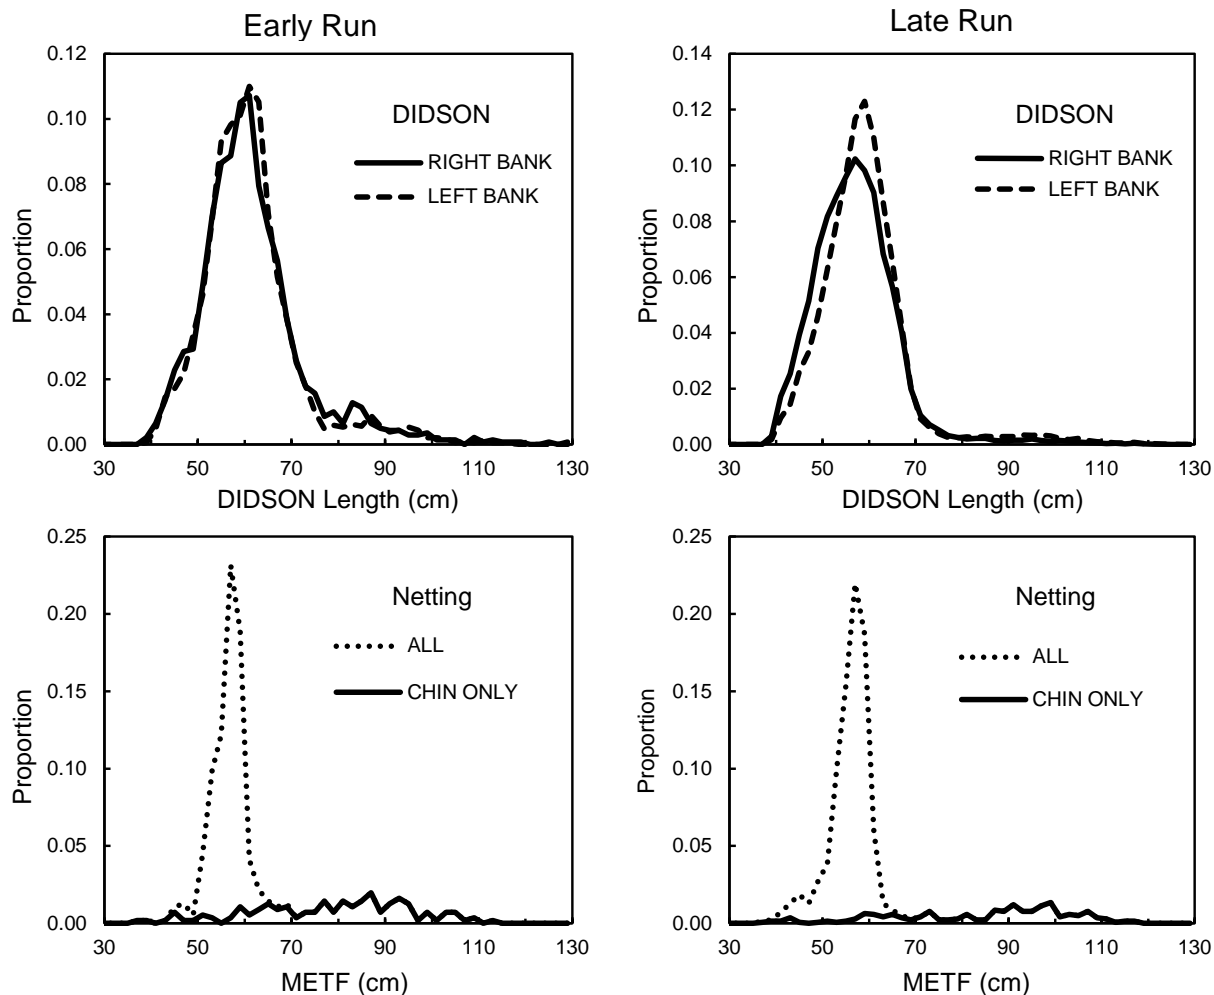 Early Run
0.12
0.10
0.08
0.06
0.04
0.02
0.00
Proportion
DIDSON
RIGHT BANK
LEFT BANK
30 50 70 90 110 130
DIDSON Length (cm)
Late Run
0.14
0.12
0.10
0.08
0.06
0.04
0.02
0.00
Proportion
DIDSON
RIGHT BANK
LEFT BANK
30 50 70 90 110 130
DIDSON Length (cm)
0.25
0.20
0.15
0.10
0.05
0.00
Proportion
Netting
ALL
CHIN ONLY
30 50 70 90 110 130
METF (cm)
0.25
0.20
0.15
0.10
0.05
0.00
Proportion
Netting
ALL
CHIN ONLY
30 50 70 90 110 130
METF (cm)